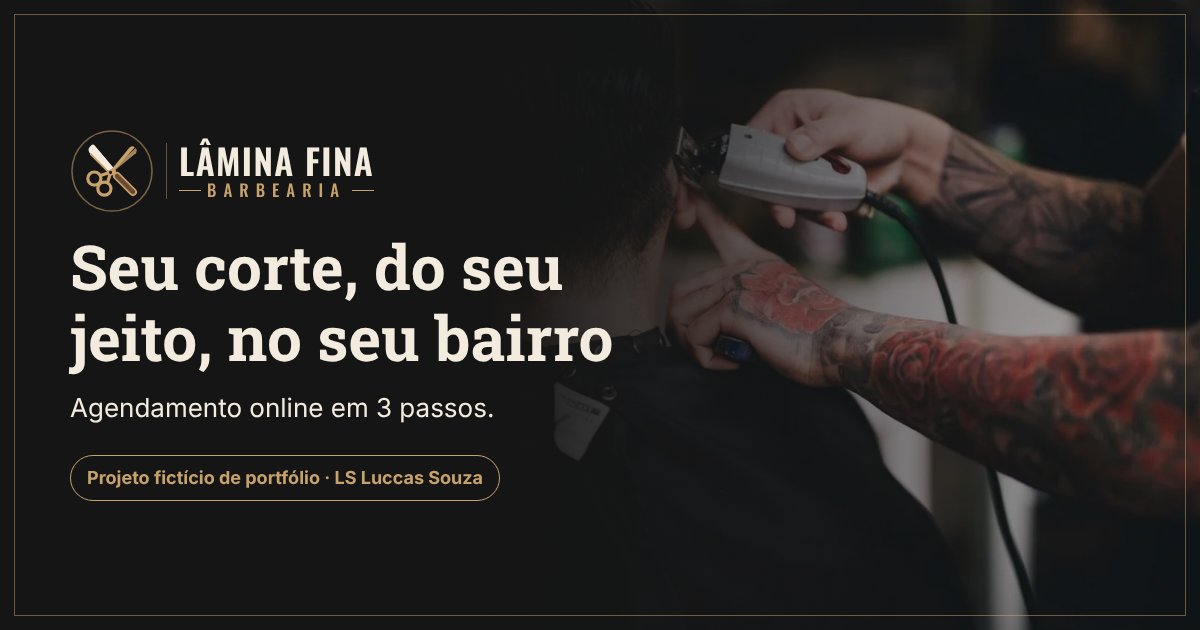 LÂMINA FINA
BARBEARIA
Seu corte, do seu
jeito, no seu bairro
Agendamento online em 3 passos.
Projeto fictício de portfólio · LS Luccas Souza